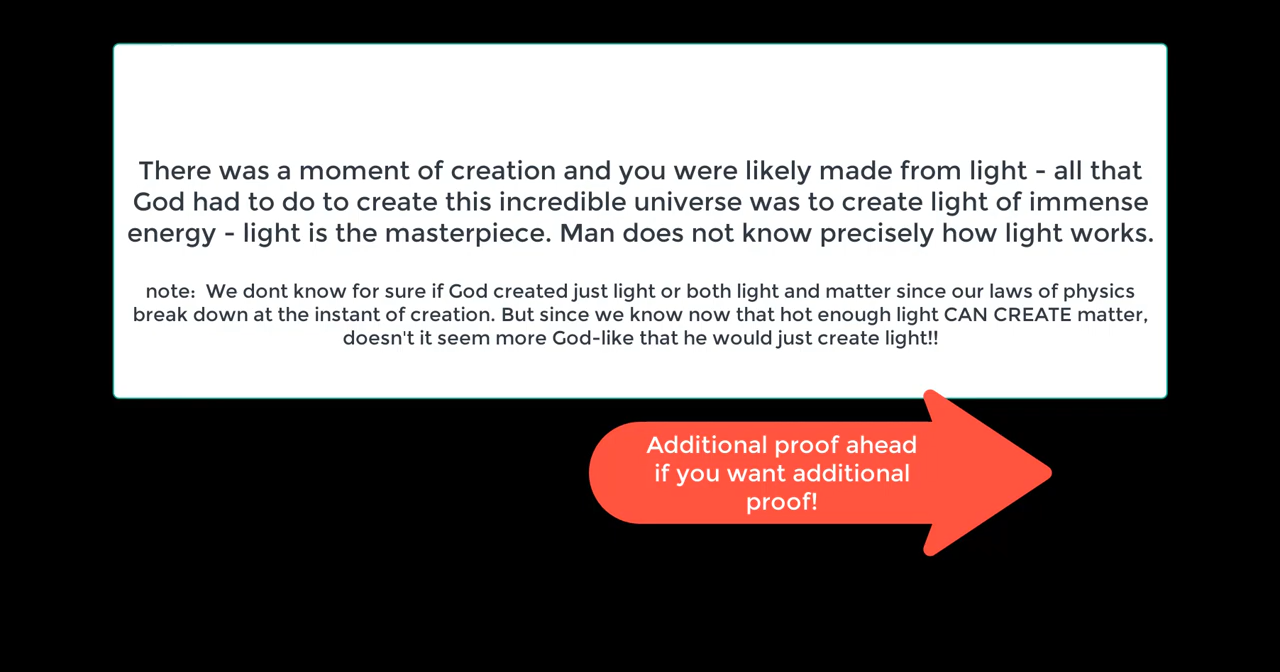 There was a moment of creation and you were likely made from light - all that
God had to do to create this incredible universe was to create light of immense
energy - light is the masterpiece. Man does not know precisely how light works.
note:  We dont know for sure if God created just light or both light and matter since our laws of physics
break down at the instant of creation. But since we know now that hot enough light CAN CREATE matter,
doesn't it seem more God-like that he would just create light!!
Additional proof ahead
if you want additional
proof!